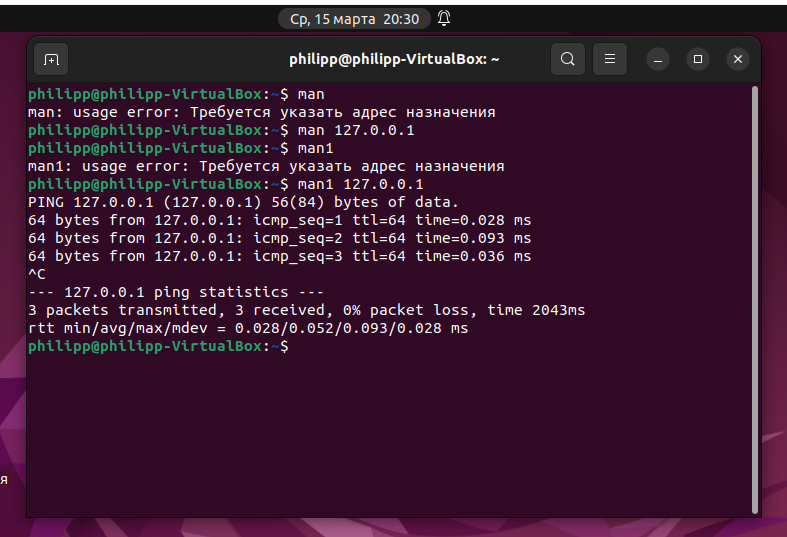 Ср, 15 марта 20:30
philipp@philipp-VirtualBox: ~
philipp@philipp-VirtualBox:~$ man
man: usage error: Требуется указать адрес назначения
philipp@philipp-VirtualBox:~$ man 127.0.0.1
philipp@philipp-VirtualBox:~$ man1
man1: usage error: Требуется указать адрес назначения
philipp@philipp-VirtualBox:~$ man1 127.0.0.1
PING 127.0.0.1 (127.0.0.1) 56(84) bytes of data.
64 bytes from 127.0.0.1: icmp_seq=1 ttl=64 time=0.028 ms
64 bytes from 127.0.0.1: icmp_seq=2 ttl=64 time=0.093 ms
64 bytes from 127.0.0.1: icmp_seq=3 ttl=64 time=0.036 ms
^C
--- 127.0.0.1 ping statistics ---
3 packets transmitted, 3 received, 0% packet loss, time 2043ms
rtt min/avg/max/mdev = 0.028/0.052/0.093/0.028 ms
philipp@philipp-VirtualBox:~$
я